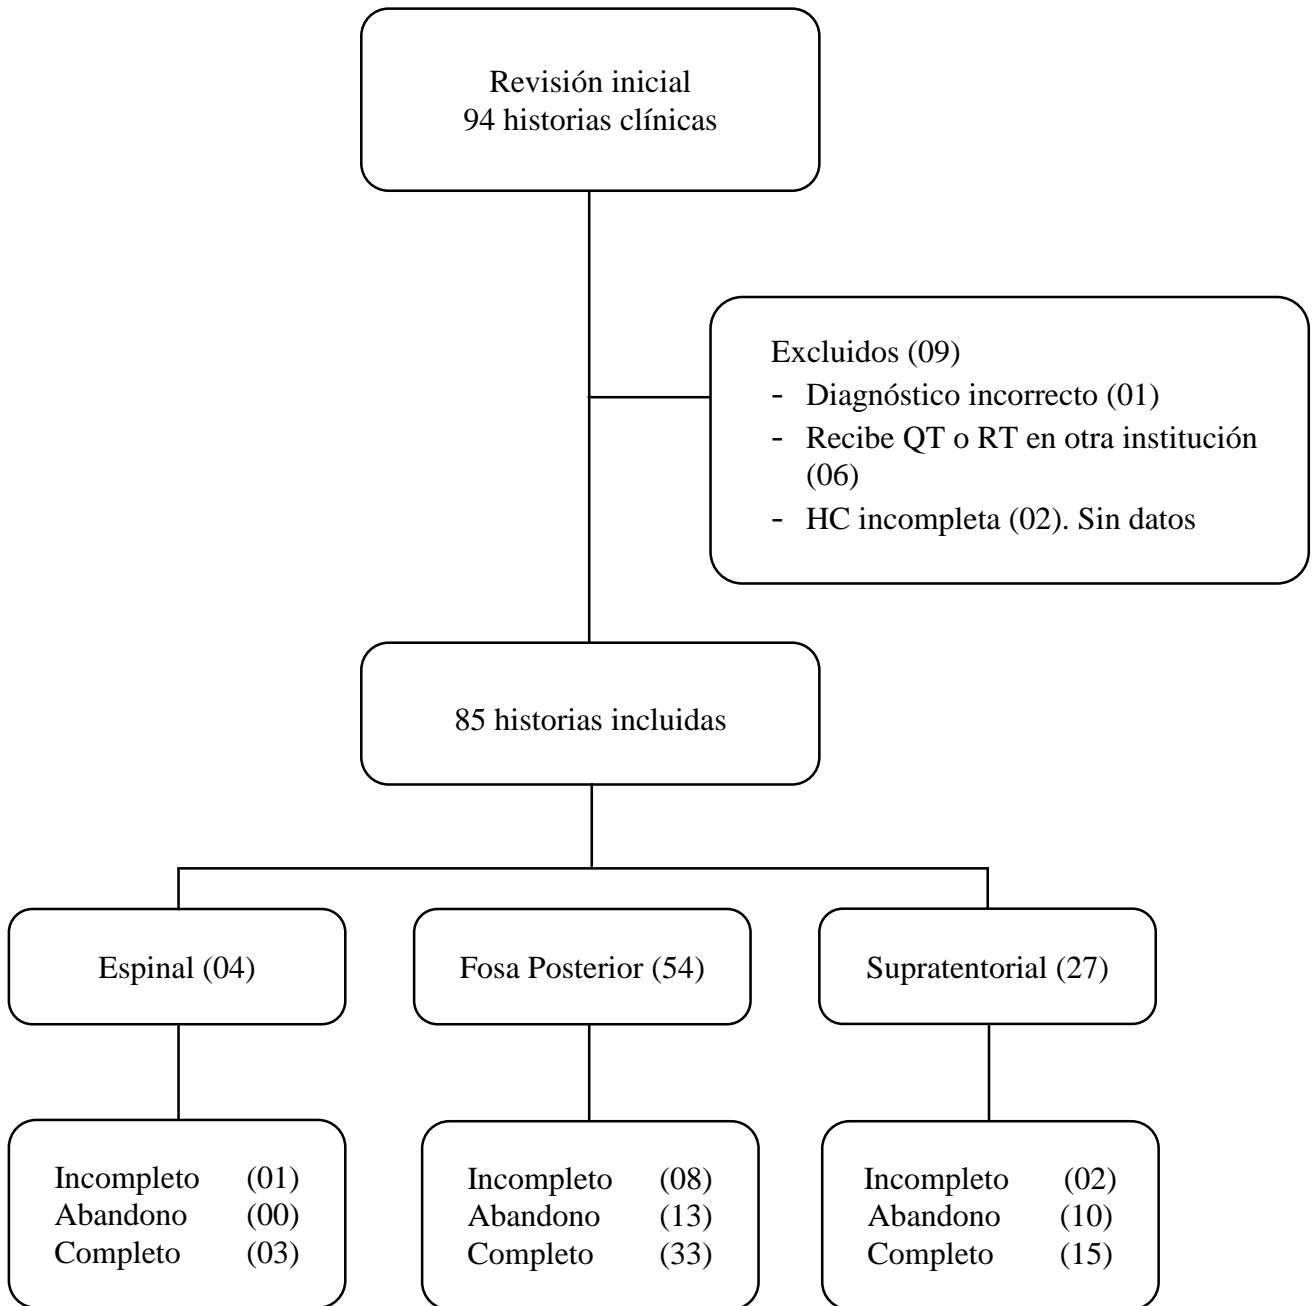 Revisión inicial
94 historias clínicas
Excluidos (09)
- Diagnóstico incorrecto (01)
- Recibe QT o RT en otra institución
(06)
- HC incompleta (02). Sin datos
85 historias incluidas
Espinal (04)
Fosa Posterior (54)
Supratentorial (27)
Incompleto (01)
Abandono (00)
Completo (03)
Incompleto (08)
Abandono (13)
Completo (33)
Incompleto (02)
Abandono (10)
Completo (15)